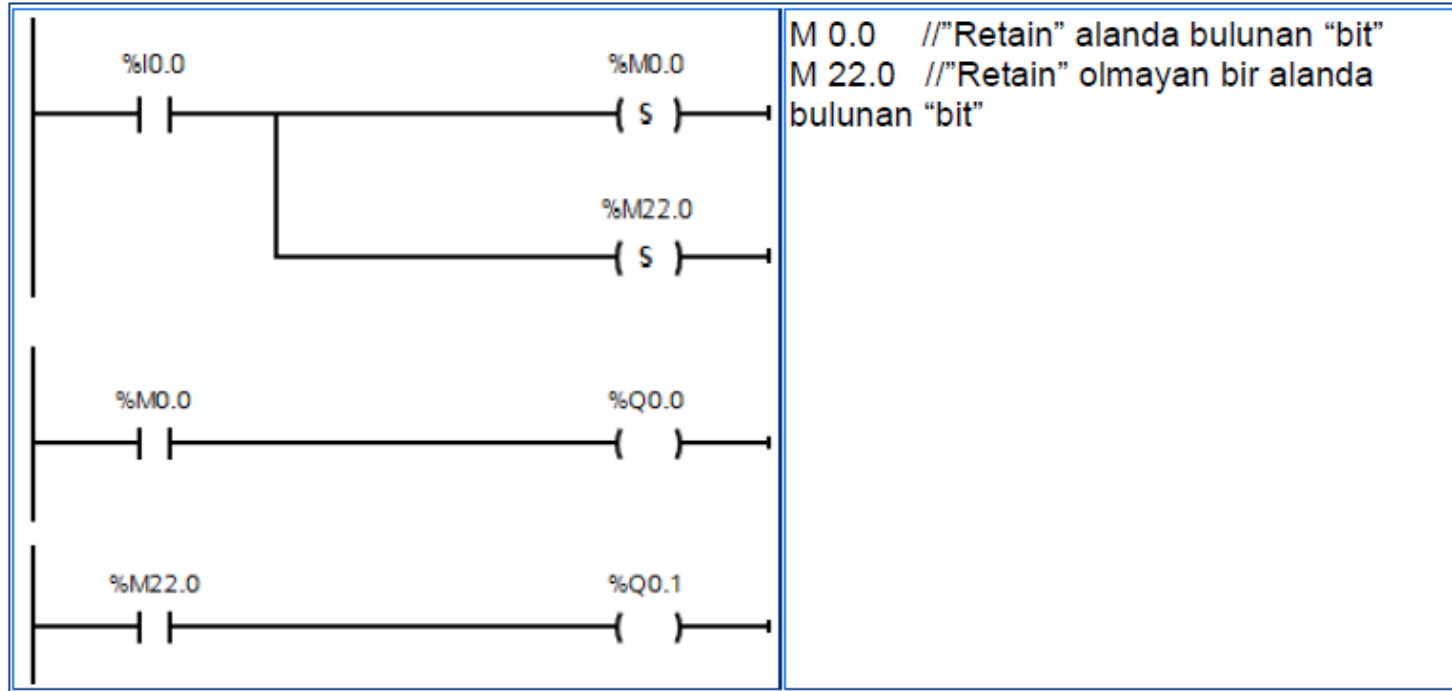 %I0.0
%M0.0
( S )
%M22.0
( S )
%M0.0
%Q0.0
( )
%M22.0
%Q0.1
( )
M 0.0 //”Retain” alanda bulunan “bit”
M 22.0 //”Retain” olmayan bir alanda
bulunan “bit”